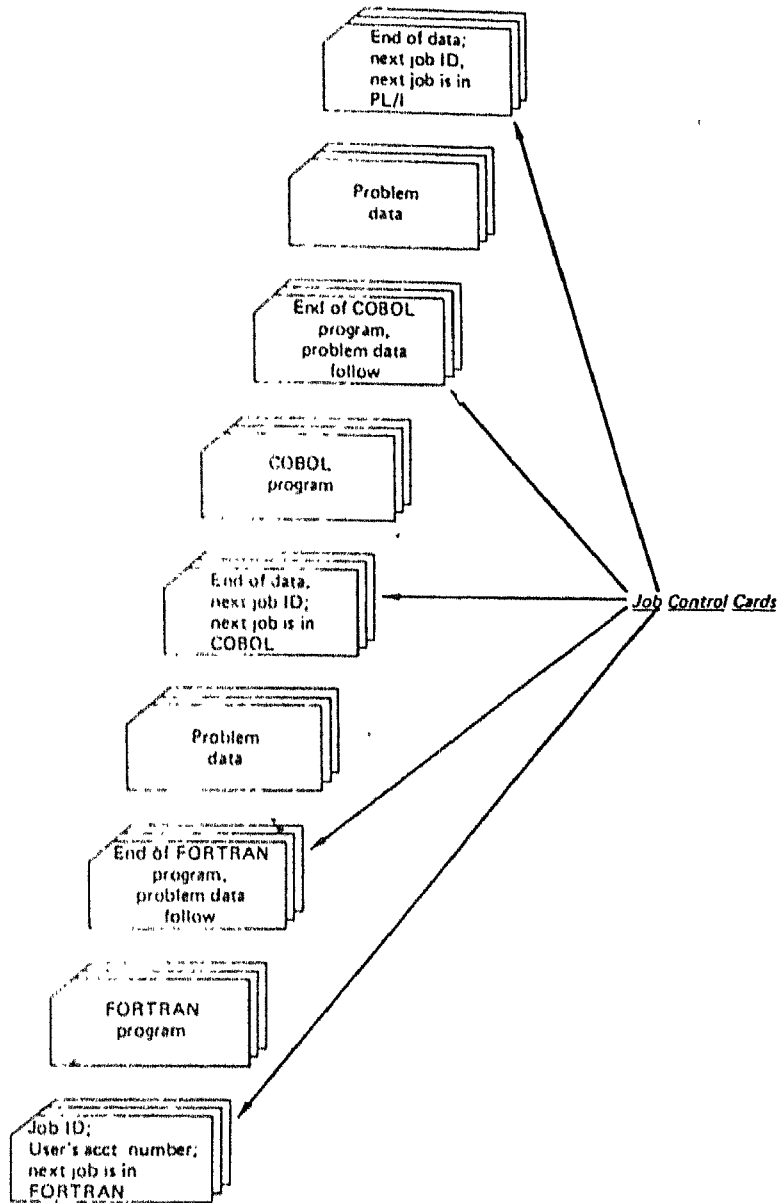 End of data;
next job ID,
next job is in
PL/I
Problem
data
End of COBOL
program,
problem data
follow
COBOL
program
End of data,
next job ID;
next job is in
COBOL
Job Control Cards
Problem
data
End of FORTRAN
program,
problem data
follow
FORTRAN
program
Job ID;
User's acct number;
next job is in
FORTRAN